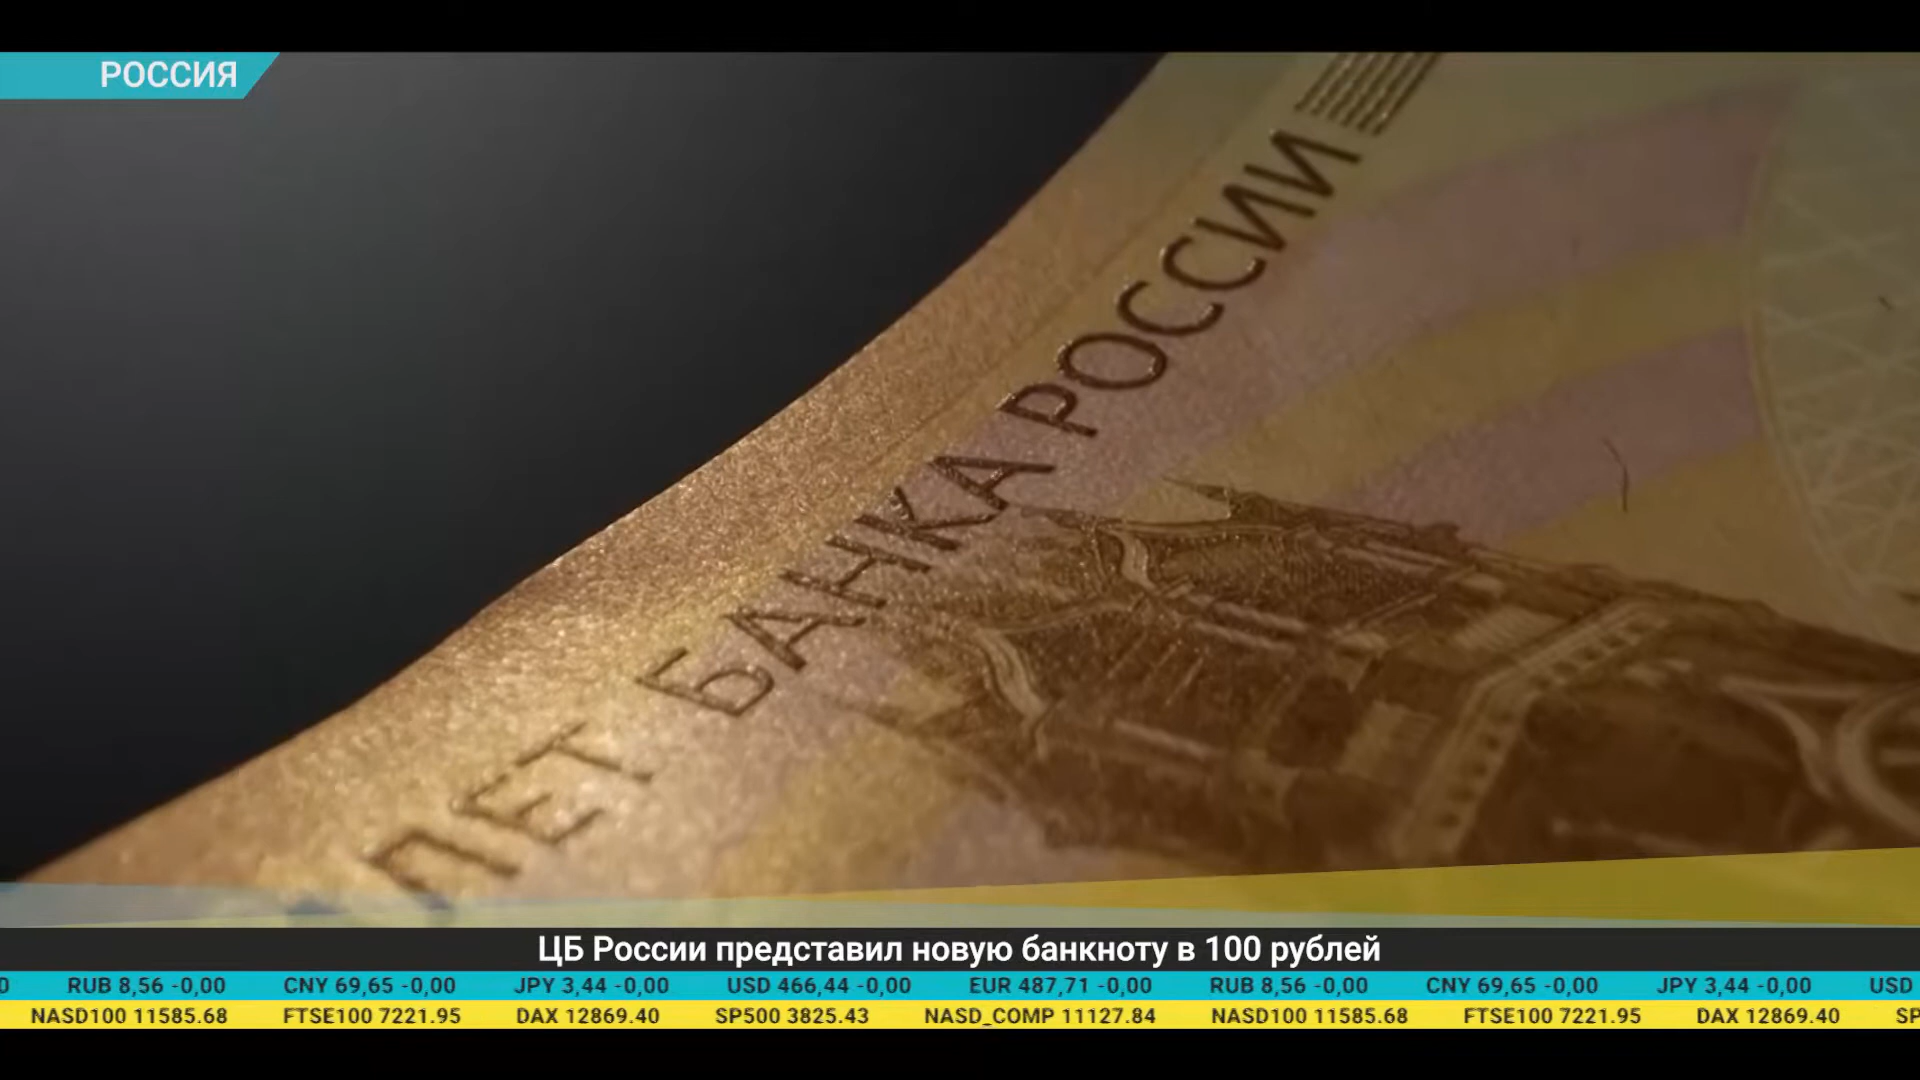 РОССИЯ
ЛЕТ БАНКА РОССИИ
ЦБ России представил новую банкноту в 100 рублей
RUB 8,56 -0,00 CNY 69,65 -0,00 JPY 3,44 -0,00 USD 466,44 -0,00 EUR 487,71 -0,00 RUB 8,56 -0,00 CNY 69,65 -0,00 JPY 3,44 -0,00 USD
NASD100 11585.68 FTSE100 7221.95 DAX 12869.40 SP500 3825.43 NASD_COMP 11127.84 NASD100 11585.68 FTSE100 7221.95 DAX 12869.40 SP